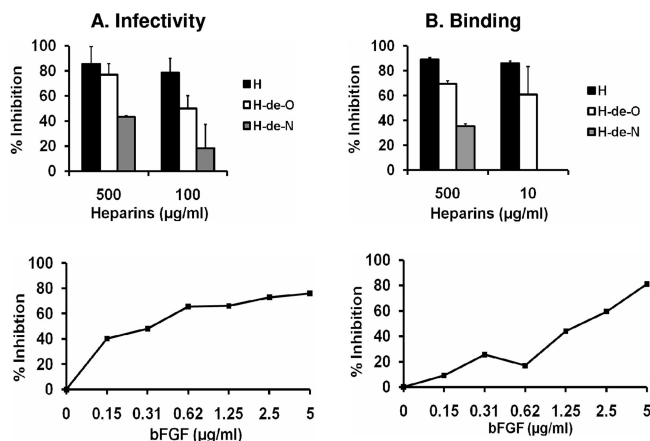 A. Infectivity
100
80
60
40
20
0
% Inhibition
H
H-de-O
H-de-N
500 100
Heparins (µg/ml)
B. Binding
100
80
60
40
20
0
% Inhibition
H
H-de-O
H-de-N
500 10
Heparins (µg/ml)
100
80
60
40
20
0
% Inhibtion
0 0.15 0.31 0.62 1.25 2.5 5
bFGF (µg/ml)
100
80
60
40
20
0
% Inhibition
0 0.15 0.31 0.62 1.25 2.5 5
bFGF (µg/ml)